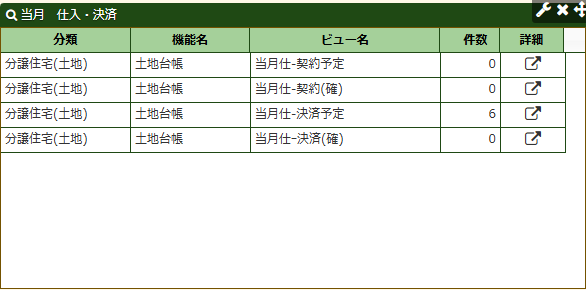 当月　仕入・決済
分類 機能名 ビュー名 件数 詳細
分譲住宅(土地) 土地台帳 当月仕-契約予定 0
分譲住宅(土地) 土地台帳 当月仕-契約(確) 0
分譲住宅(土地) 土地台帳 当月仕-決済予定 6
分譲住宅(土地) 土地台帳 当月仕-決済(確) 0